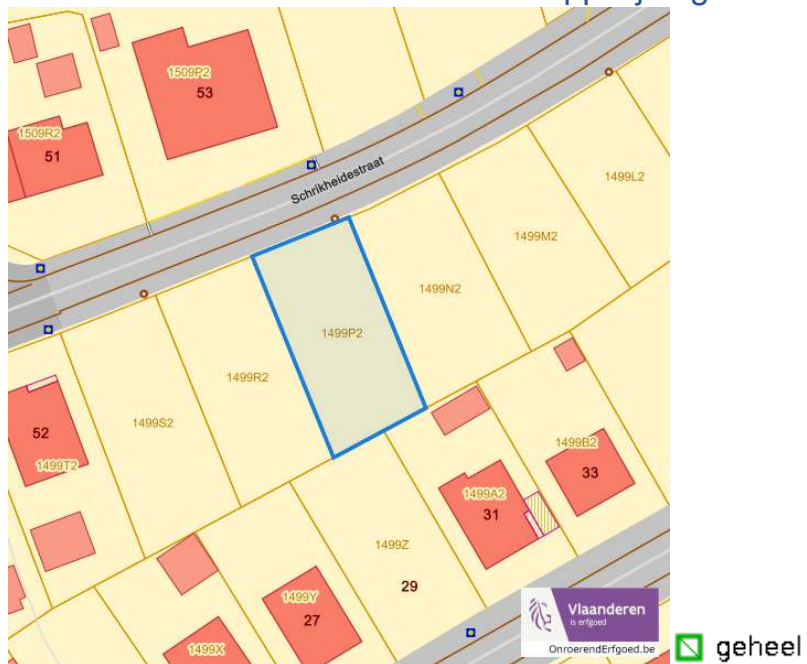 1509P2
53
1509R2
51
Schrikheidestraat
1499L2
1499M2
1499N2
1499P2
1499R2
1499S2
52
1499T2
1499B2
33
1499A2
31
1499Z
29
1499Y
27
1499X
Vlaanderen
is erfgoed
OnroerendErfgoed.be
geheel